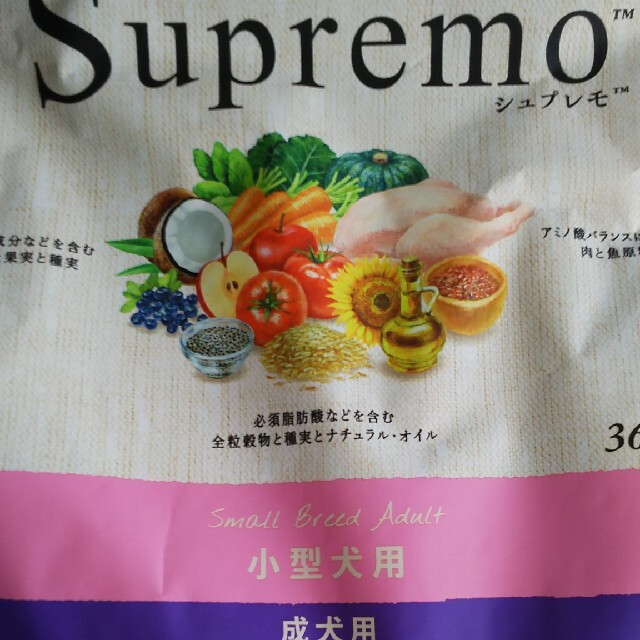 Supremo™
シュプレモ™
分などを含む
果実と種実
アミノ酸バランスに
肉と魚原
必須脂肪酸などを含む
全粒穀物と種実とナチュラル・オイル
36
Small Breed Adult
小型犬用
成犬用